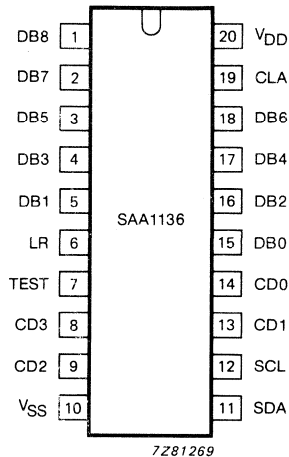 DB8 1 20 VDD
DB7 2 19 CLA
DB5 3 18 DB6
DB3 4 17 DB4
DB1 5 16 DB2
SAA1136
LR 6 15 DB0
TEST 7 14 CD0
CD3 8 13 CD1
CD2 9 12 SCL
VSS 10 11 SDA
7Z81269